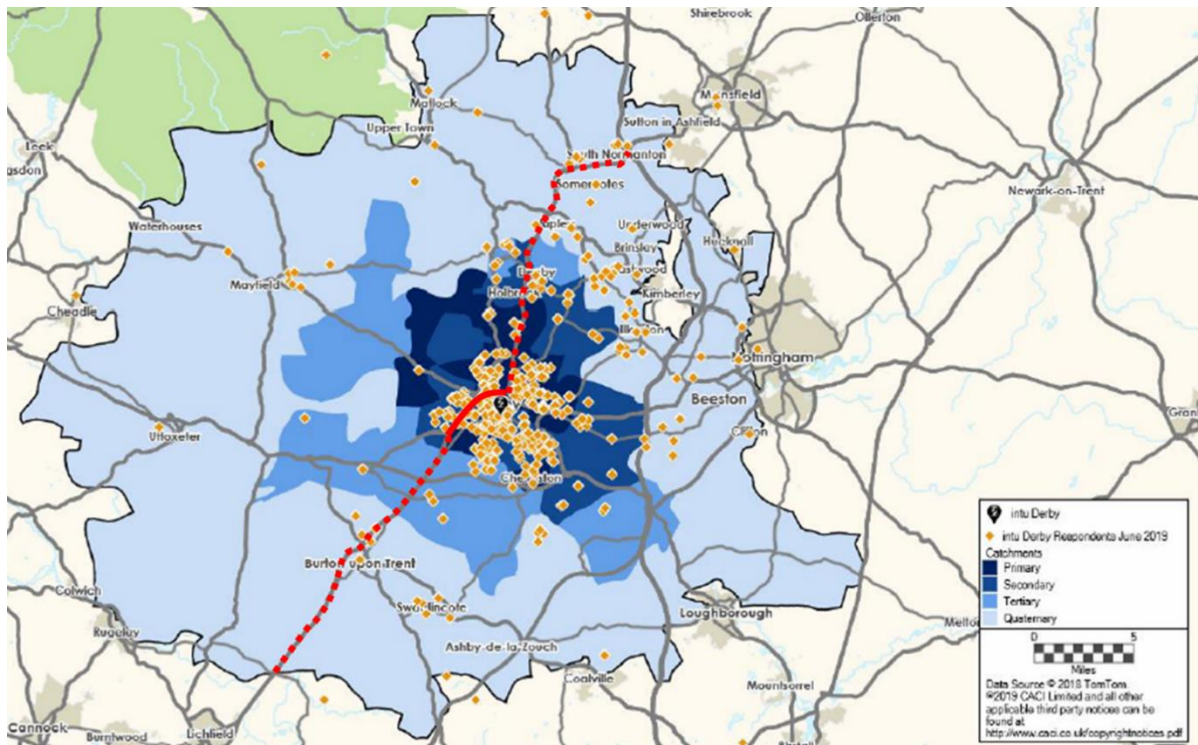 Shirebrook
Ollerton
Matlock
Mansfield
Upper Town
Sutton in Ashfield
Leek
South Normanton
Somercotes
Newark-on-Trent
Waterhouses
Ripley
Underwood
Brinsley
Hucknall
Eastwood
Mayfield
Kimberley
Cheadle
Ilkeston
Nottingham
Beeston
Uttoxeter
Clifton
Chellaston
Burton upon Trent
Colwich
Swadlincote
Loughborough
Rugeley
Ashby-de-la-Zouch
Coalville
Mountsorrel
Cannock
Burntwood
Lichfield
intu Derby
intu Derby Respondents June 2019
Catchments
Primary
Secondary
Tertiary
Quaternary
0 5
Miles
Data Source © 2018 TomTom.
©2019 CACI Limited and all other
applicable third party notices can be
found at
http://www.caci.co.uk/copyrightnotices.pdf